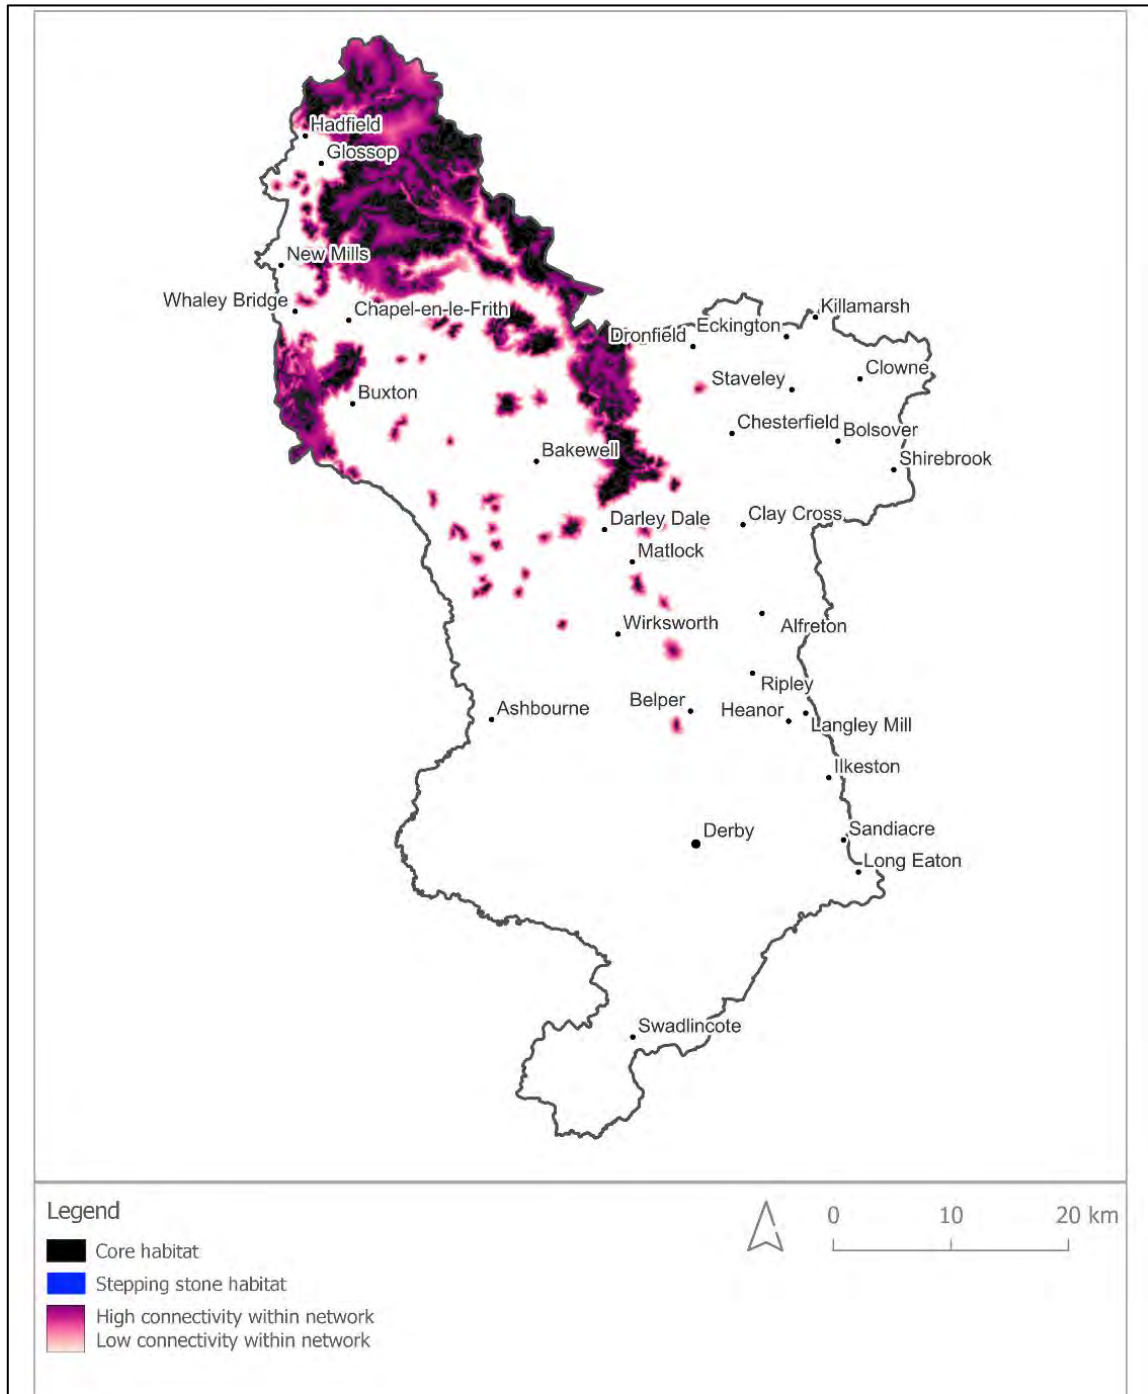 Hadfield
Glossop
New Mills
Whaley Bridge
Chapel-en-le-Frith
Killamarsh
Eckington
Dronfield
Clowne
Staveley
Buxton
Chesterfield
Bolsover
Bakewell
Shirebrook
Darley Dale
Clay Cross
Matlock
Wirksworth
Alfreton
Ripley
Belper
Heanor
Ashbourne
Langley Mill
Ilkeston
Derby
Sandiacre
Long Eaton
Swadlincote
Legend
0 10 20 km
Core habitat
Stepping stone habitat
High connectivity within network
Low connectivity within network